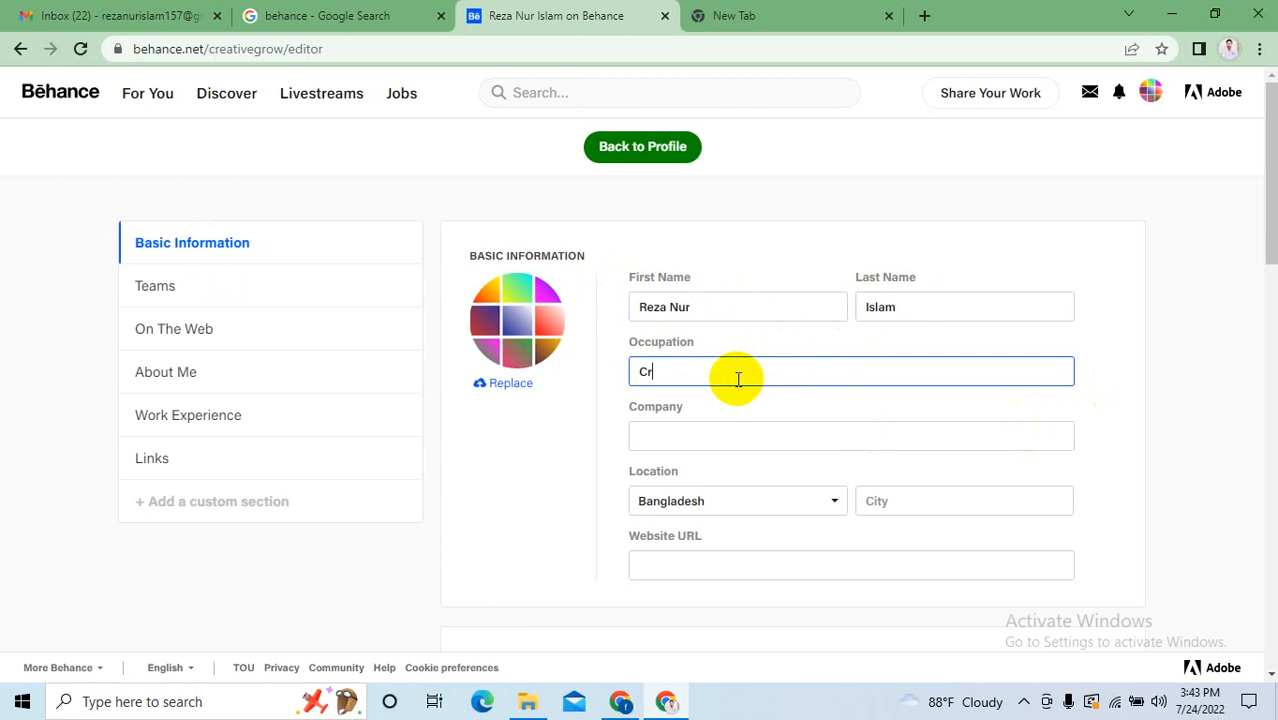 Inbox (22) - rezanurislam157@g
behance - Google Search
Bē Reza Nur Islam on Behance
New Tab
behance.net/creativegrow/editor
Bēhance
For You
Discover
Livestreams
Jobs
Search...
Share Your Work
Adobe
Back to Profile
Basic Information
Teams
On The Web
About Me
Work Experience
Links
+ Add a custom section
BASIC INFORMATION
Replace
First Name
Last Name
Reza Nur
Islam
Occupation
Cr
Company
Location
Bangladesh
City
Website URL
Activate Windows
Go to Settings to activate Windows.
More Behance
English
TOU
Privacy
Community
Help
Cookie preferences
Adobe
Type here to search
88°F Cloudy
3:43 PM
7/24/2022